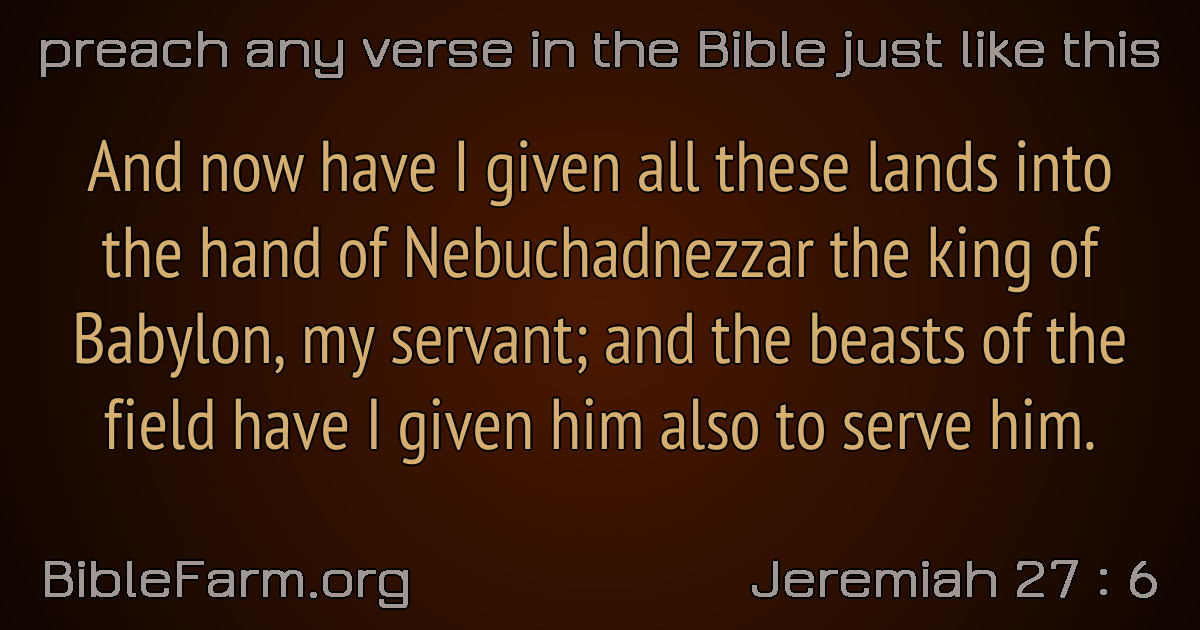 preach any verse in the Bible just like this
And now have I given all these lands into
the hand of Nebuchadnezzar the king of
Babylon, my servant; and the beasts of the
field have I given him also to serve him.
BibleFarm.org
Jeremiah 27 : 6